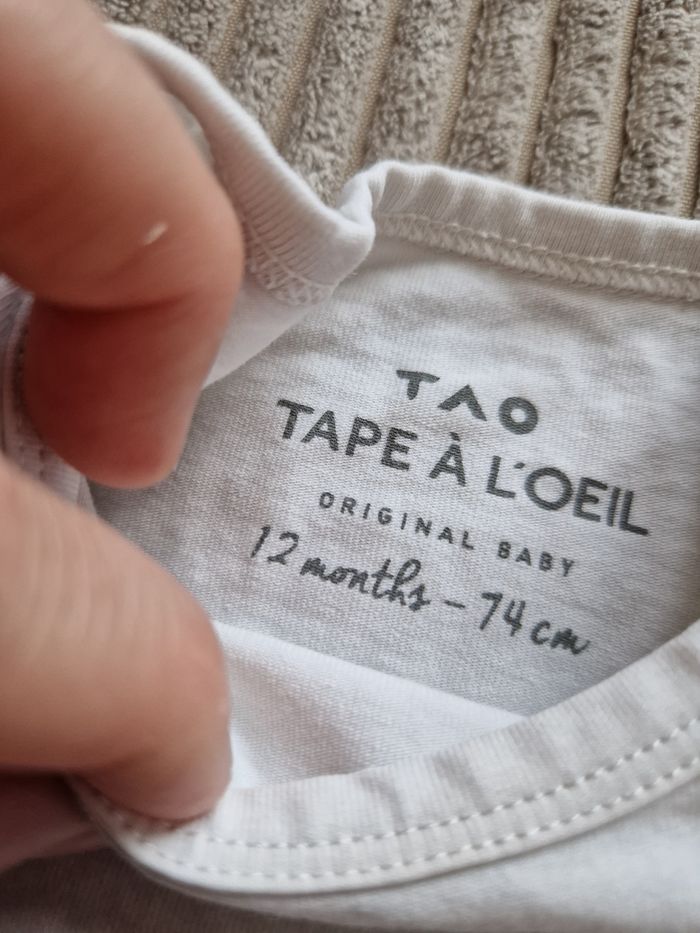 TAO
TAPE À L'OEIL
ORIGINAL BABY
12 months - 74 cm